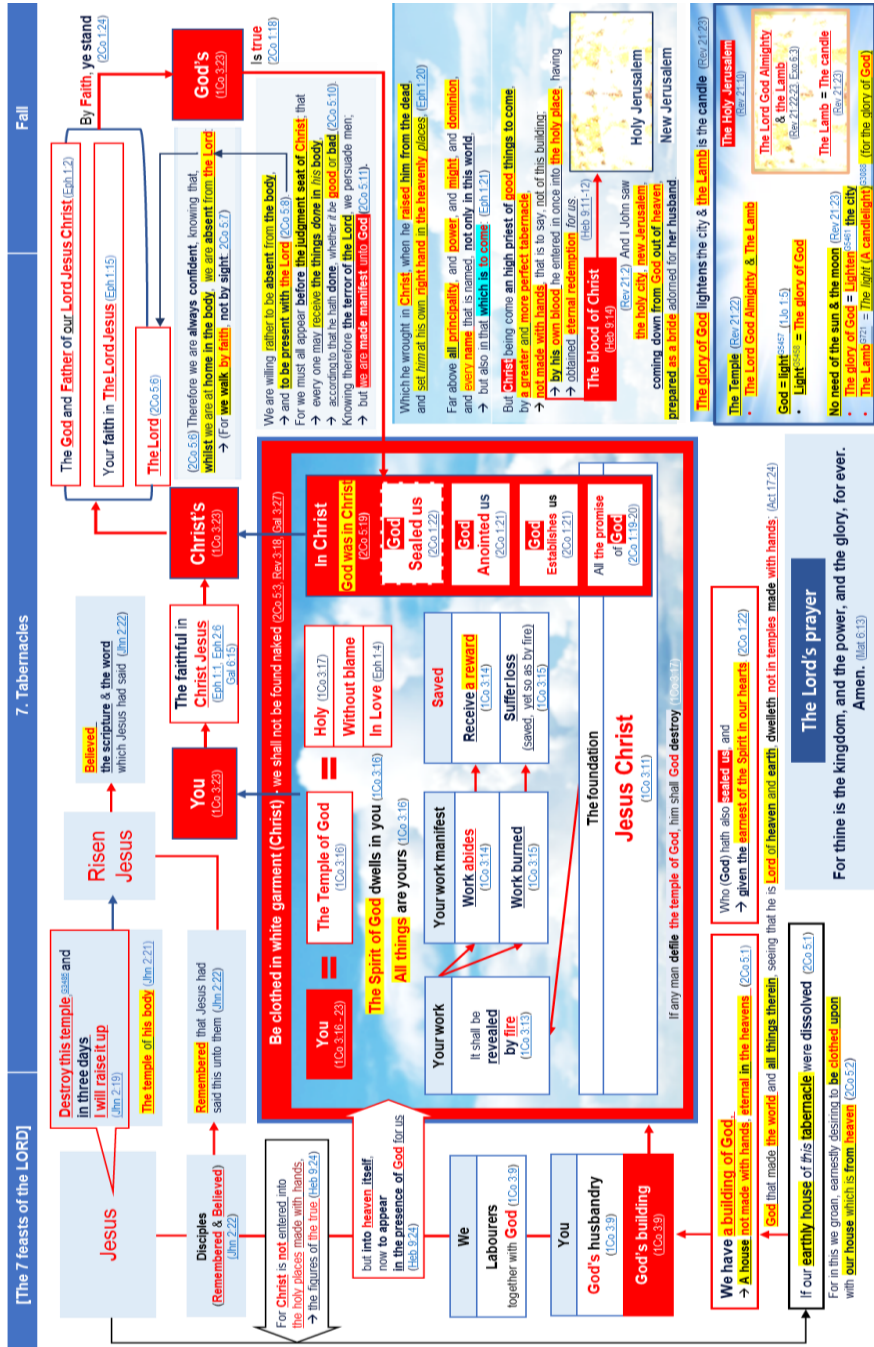 [The 7 feasts of the LORD]
7. Tabernacles
Fall
Jesus
Destroy this temple,G3485 and
in three days
I will raise it up
(Jhn 2:19)
The temple of his body (Jhn 2:21)
Risen
Jesus
Believed
the scripture & the word
which Jesus had said (Jhn 2:22)
Disciples
(Remembered & Believed)
(Jhn 2:22)
Remembered that Jesus had
said this unto them (Jhn 2:22)
You
(1Co 3:23)
The faithful in
Christ Jesus
(Eph 1:1, Eph 2:6
Gal 6:15)
Christ's
(1Co 3:23)
The God and Father of our Lord Jesus Christ (Eph 1:2)
Your faith in The Lord Jesus (Eph 1:15)
The Lord (2Co 5:6)
By Faith, ye stand
(2Co 1:24)
God's
(1Co 3:23)
Is true
(2Co 1:18)
(2Co 5:6) Therefore we are always confident, knowing that,
whilst we are at home in the body, we are absent from the Lord
→ (For we walk by faith, not by sight: 2Co 5:7)
We are willing rather to be absent from the body,
→ and to be present with the Lord (2Co 5:8).
For we must all appear before the judgment seat of Christ; that
→ every one may receive the things done in his body,
→ according to that he hath done, whether it be good or bad (2Co 5:10).
Knowing therefore the terror of the Lord, we persuade men;
→ but we are made manifest unto God (2Co 5:11).
For Christ is not entered into
the holy places made with hands,
→ the figures of the true (Heb 9:24)
but into heaven itself,
now to appear
in the presence of God for us
(Heb 9:24)
We
Labourers
together with God (1Co 3:9)
You
God's husbandry
(1Co 3:9)
God's building
(1Co 3:9)
Be clothed in white garment (Christ) - we shall not be found naked (2Co 5:3, Rev 3:18, Gal 3:27)
You
(1Co 3:16 - 23)
=
The Temple of God
(1Co 3:16)
=
Holy (1Co 3:17)
Without blame
In Love (Eph 1:4)
The Spirit of God dwells in you (1Co 3:16)
All things are yours (1Co 3:16)
Your work
It shall be
revealed
by fire
(1Co 3:13)
Your work manifest
Work abides
(1Co 3:14)
Work burned
(1Co 3:15)
Saved
Receive a reward
(1Co 3:14)
Suffer loss
(saved, yet so as by fire)
(1Co 3:15)
The foundation
Jesus Christ
(1Co 3:11)
If any man defile the temple of God, him shall God destroy (1Co 3:17)
In Christ
God was in Christ
(2Co 5:19)
God
Sealed us
(2Co 1:22)
God
Anointed us
(2Co 1:21)
God
Establishes us
(2Co 1:21)
All the promise
of God
(2Co 1:19-20)
Which he wrought in Christ, when he raised him from the dead,
and set him at his own right hand in the heavenly places, (Eph 1:20)
Far above all principality, and power, and might, and dominion,
and every name that is named, not only in this world,
→ but also in that which is to come: (Eph 1:21)
But Christ being come an high priest of good things to come,
by a greater and more perfect tabernacle,
→ not made with hands, that is to say, not of this building;
→ by his own blood he entered in once into the holy place, having
→ obtained eternal redemption for us. (Heb 9:11-12)
The blood of Christ
(Heb 9:14)
(Rev 21:2) And I John saw
the holy city, new Jerusalem,
coming down from God out of heaven,
prepared as a bride adorned for her husband.
Holy Jerusalem
New Jerusalem
We have a building of God,
→ A house not made with hands, eternal in the heavens (2Co 5:1)
Who (God) hath also sealed us, and
→ given the earnest of the Spirit in our hearts (2Co 1:22)
God that made the world and all things therein, seeing that he is Lord of heaven and earth, dwelleth not in temples made with hands; (Act 17:24)
If our earthly house of this tabernacle were dissolved (2Co 5:1)
For in this we groan, earnestly desiring to be clothed upon
with our house which is from heaven (2Co 5:2)
The Lord's prayer
For thine is the kingdom, and the power, and the glory, for ever.
Amen. (Mat 6:13)
The glory of God lightens the city & the Lamb is the candle (Rev 21:23)
The Temple (Rev 21:22)
• The Lord God Almighty & The Lamb
God = lightG5457 (1Jo 1:5)
• LightG5458 = The glory of God
No need of the sun & the moon (Rev 21:23)
• The glory of God = LightenG5461 the city
• The LambG721 = The light (A candlelight)G3088 (for the glory of God)
The Holy Jerusalem
(Rev 21:10)
The Lord God Almighty
& the Lamb
(Rev 21:22-23, Exo 6:3)
The Lamb = The candle
(Rev 21:23)